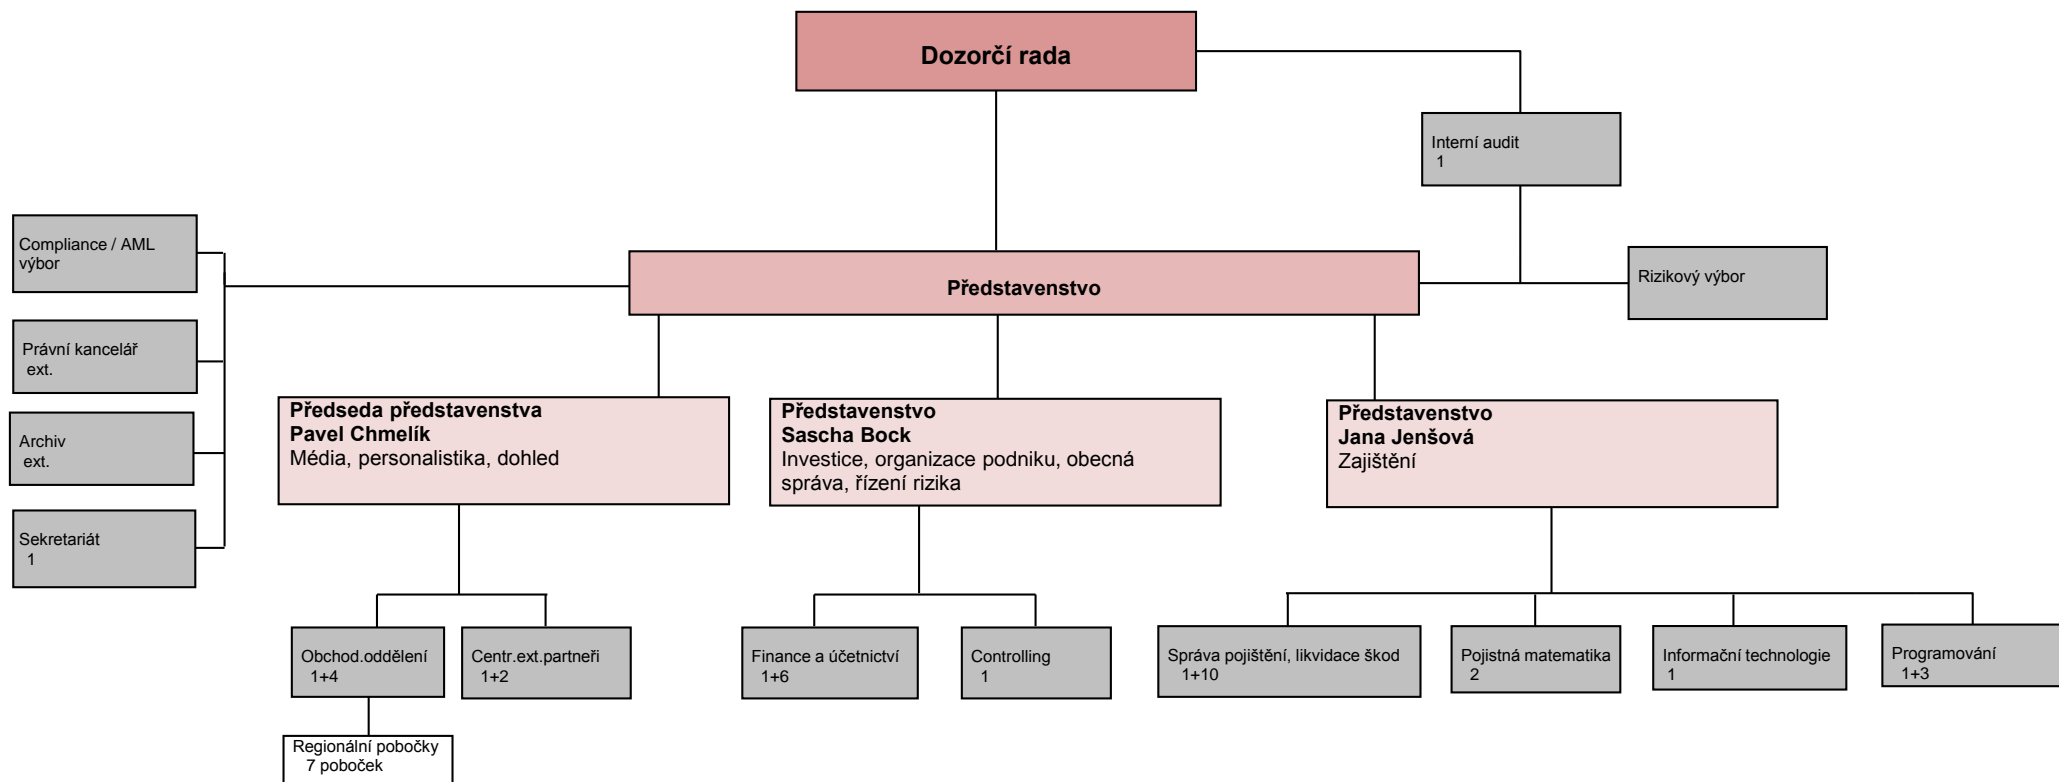 Dozorčí rada
Interní audit
1
Compliance / AML
výbor
Představenstvo
Rizikový výbor
Právní kancelář
ext.
Archiv
ext.
Sekretariát
1
Předseda představenstva
Pavel Chmelík
Média, personalistika, dohled
Představenstvo
Sascha Bock
Investice, organizace podniku, obecná
správa, řízení rizika
Představenstvo
Jana Jenšová
Zajištění
Obchod.oddělení
1+4
Centr.ext.partneři
1+2
Finance a účetnictví
1+6
Controlling
1
Správa pojištění, likvidace škod
1+10
Pojistná matematika
2
Informační technologie
1
Programování
1+3
Regionální pobočky
7 poboček